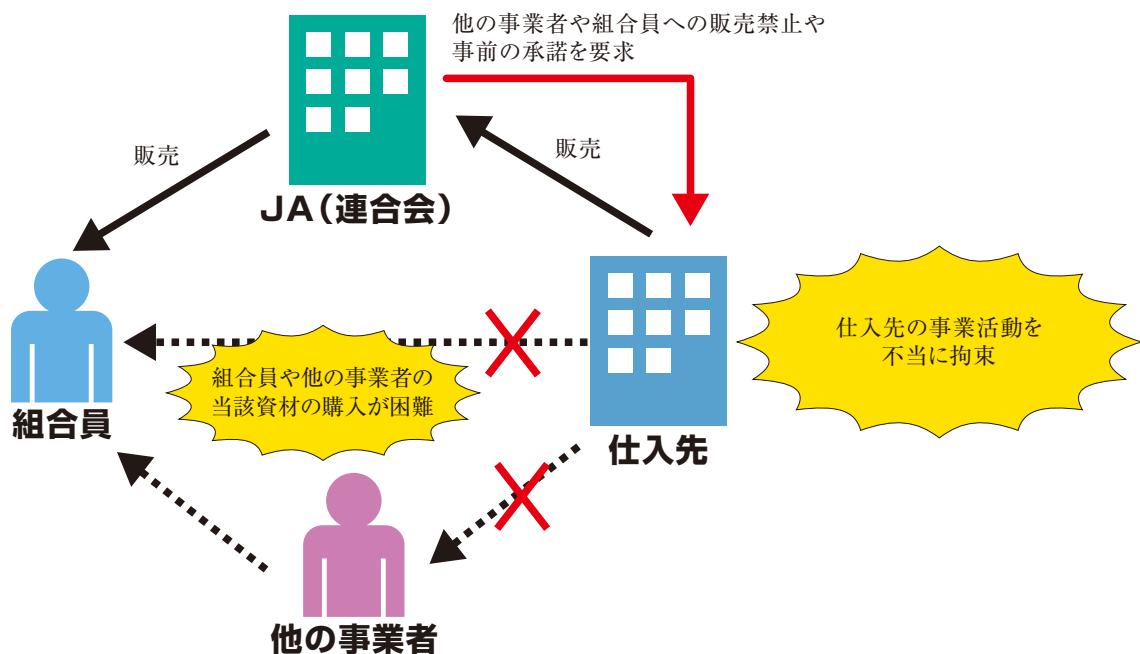 他の事業者や組合員への販売禁止や
事前の承諾を要求
販売
販売
JA（連合会）
仕入先の事業活動を
不当に拘束
組合員や他の事業者の
当該資材の購入が困難
組合員
仕入先
他の事業者